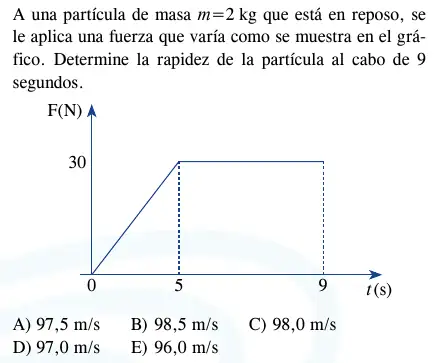 A una partícula de masa m=2 kg que está en reposo, se
le aplica una fuerza que varía como se muestra en el grá-
fico. Determine la rapidez de la partícula al cabo de 9
segundos.
F(N)
30
0 5 9 t(s)
A) 97,5 m/s B) 98,5 m/s C) 98,0 m/s
D) 97,0 m/s E) 96,0 m/s